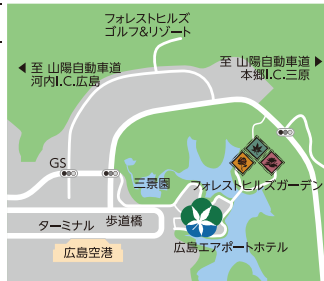 フォレストヒルズ
ゴルフ&リゾート
◀ 至 山陽自動車道
河内I.C.広島
至 山陽自動車道 ▶
本郷I.C.三原
GS
三景園
フォレストヒルズガーデン
ターミナル
歩道橋
広島エアポートホテル
広島空港